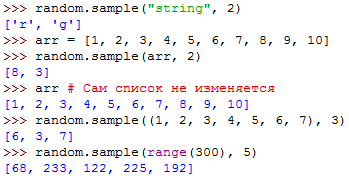 >>> random.sample("string", 2)
['r', 'g']
>>> arr = [1, 2, 3, 4, 5, 6, 7, 8, 9, 10]
>>> random.sample(arr, 2)
[8, 3]
>>> arr # Сам список не изменяется
[1, 2, 3, 4, 5, 6, 7, 8, 9, 10]
>>> random.sample((1, 2, 3, 4, 5, 6, 7), 3)
[6, 3, 7]
>>> random.sample(range(300), 5)
[68, 233, 122, 225, 192]